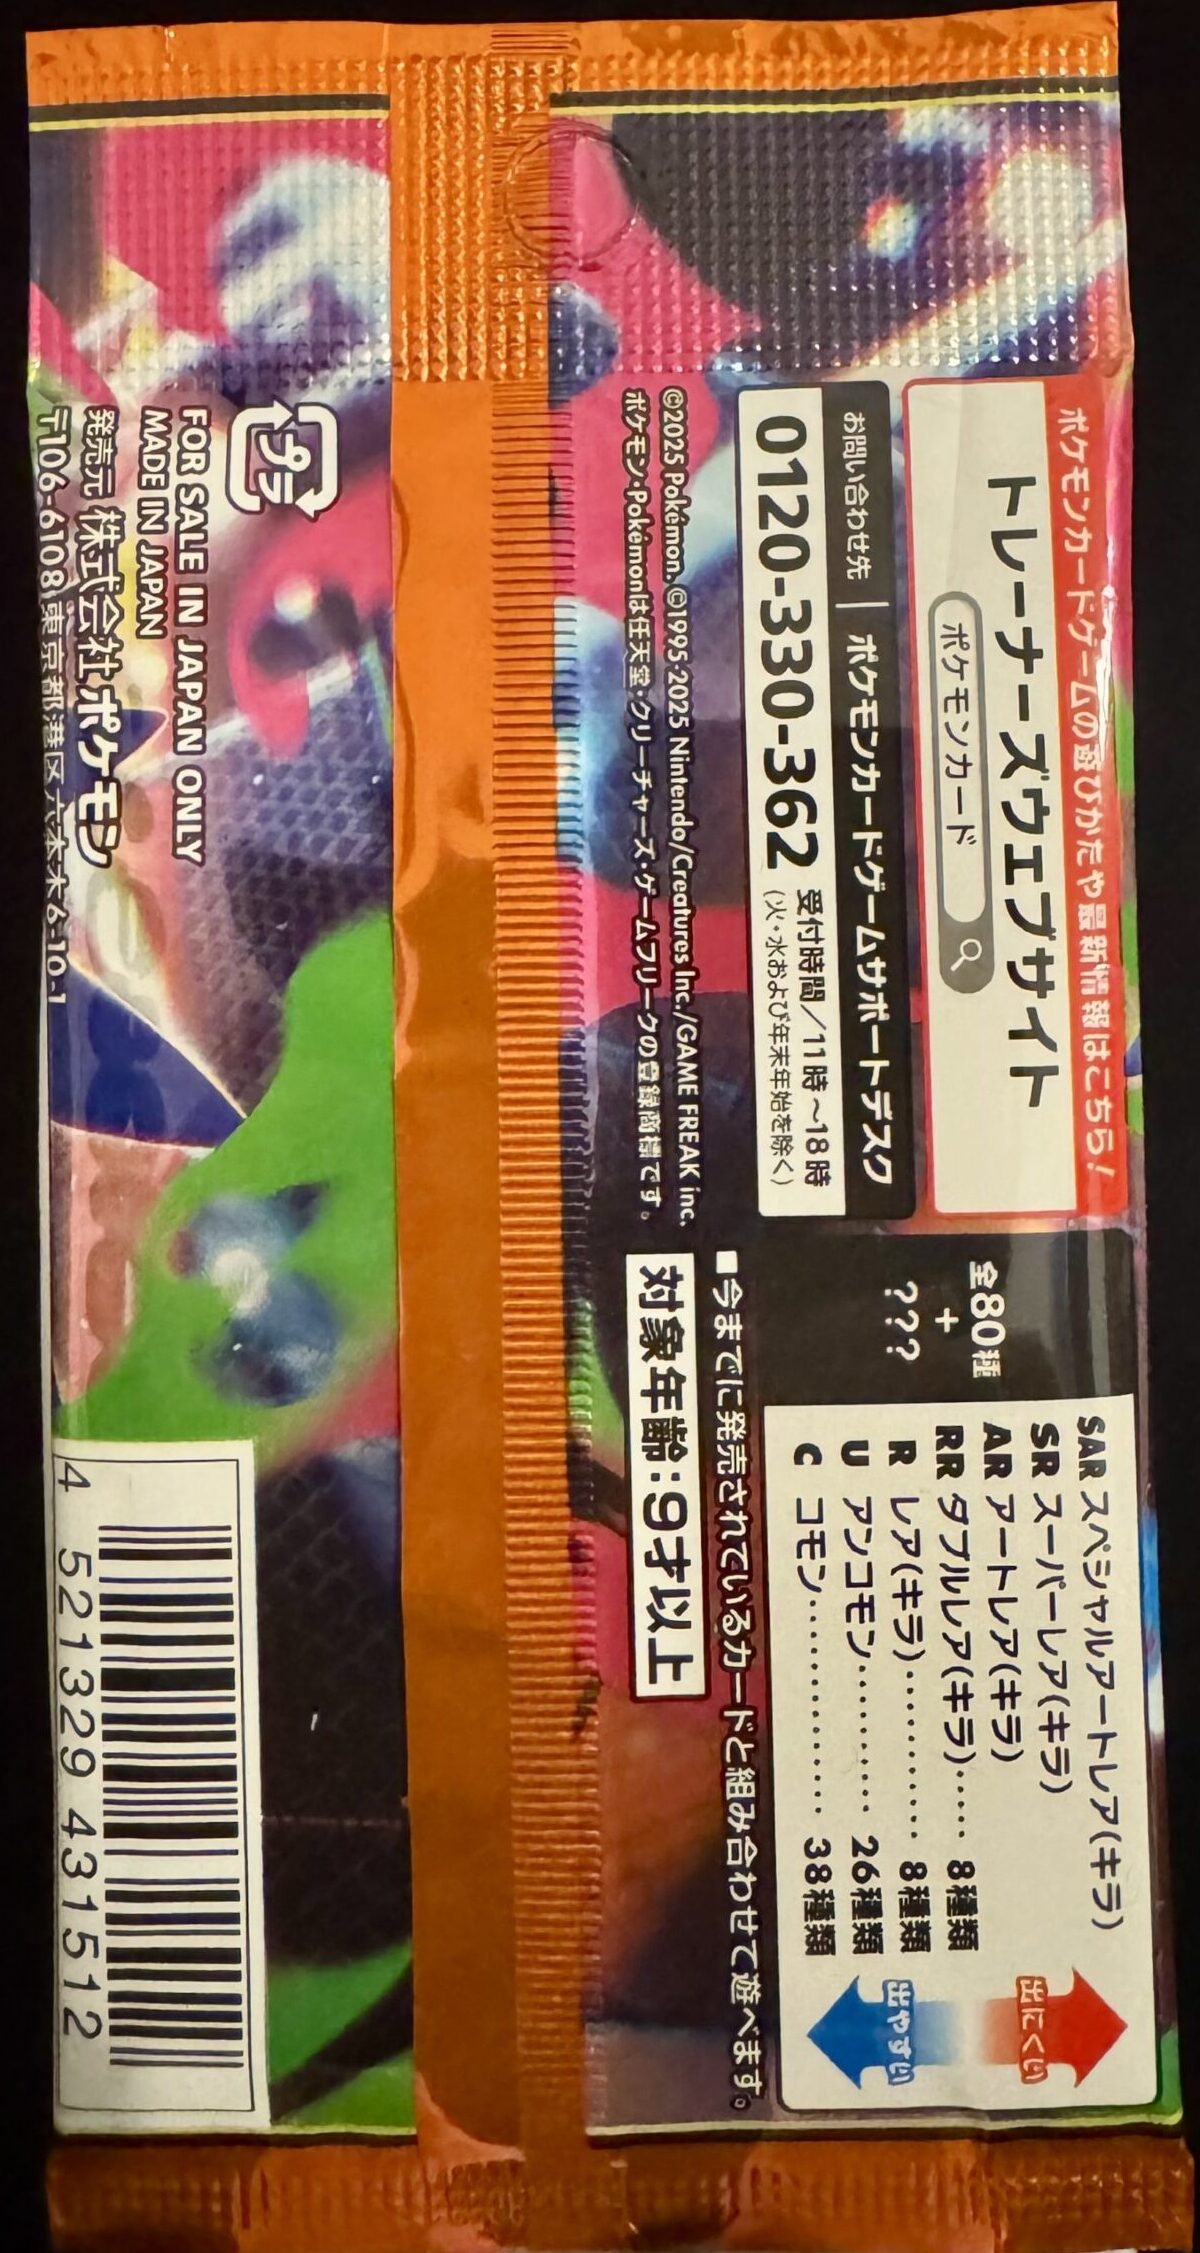 ポケモンカードゲームの遊びかたや最新情報はこちら！
トレーナーズウェブサイト
ポケモンカード
お問い合わせ先｜ポケモンカードゲームサポートデスク
0120-330-362
受付時間／11時〜18時
(火・水および年末年始を除く)
©2025 Pokémon. ©1995-2025 Nintendo/Creatures Inc./GAME FREAK inc.
ポケモン・Pokémonは任天堂・クリーチャーズ・ゲームフリークの登録商標です。
全80種
+
???
SAR スペシャルアートレア(キラ)
SR スーパーレア(キラ)
AR アートレア(キラ)
RR ダブルレア(キラ)‥‥ 8種類
R レア(キラ)‥‥‥‥‥ 8種類
U アンコモン‥‥‥‥‥ 26種類
C コモン‥‥‥‥‥‥‥ 38種類
出にくい
出やすい
■今までに発売されているカードと組み合わせて遊べます。
対象年齢：9才以上
プラ
FOR SALE IN JAPAN ONLY
MADE IN JAPAN
発売元 株式会社ポケモン
〒106-6108 東京都港区六本木6-10-1
4 521329 431512